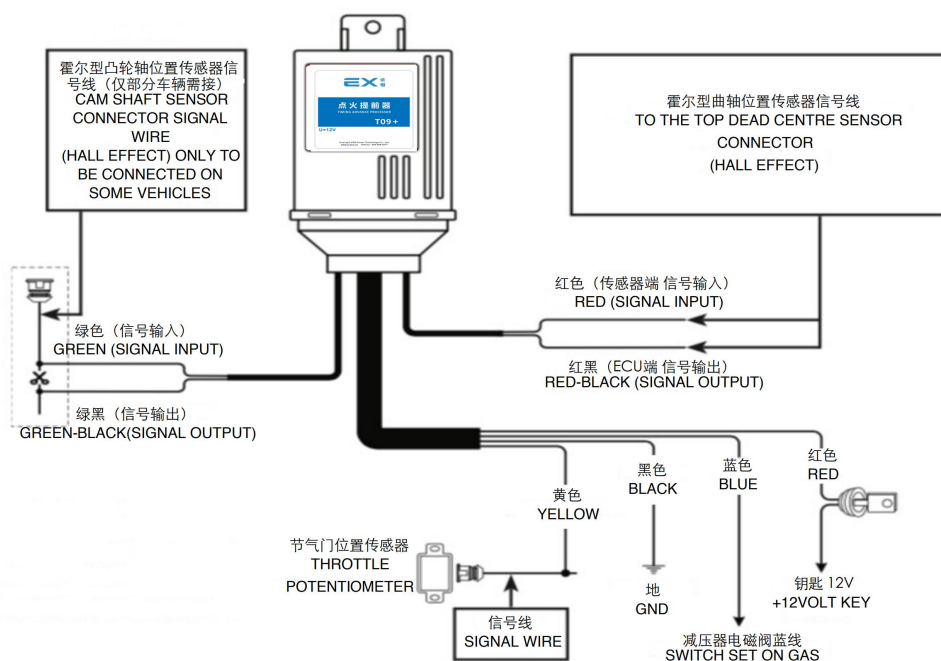 霍尔型凸轮轴位置传感器信
号线（仅部分车辆需接）
CAM SHAFT SENSOR
CONNECTOR SIGNAL
WIRE
(HALL EFFECT) ONLY TO
BE CONNECTED ON
SOME VEHICLES
EX
点火提前器
TIMING ADVANCE PROCESSOR
T09+
U=12V
霍尔型曲轴位置传感器信号线
TO THE TOP DEAD CENTRE SENSOR
CONNECTOR
(HALL EFFECT)
红色（传感器端 信号输入）
RED (SIGNAL INPUT)
红黑（ECU端 信号输出）
RED-BLACK (SIGNAL OUTPUT)
绿色（信号输入）
GREEN (SIGNAL INPUT)
绿黑（信号输出）
GREEN-BLACK(SIGNAL OUTPUT)
黄色
YELLOW
黑色
BLACK
蓝色
BLUE
红色
RED
节气门位置传感器
THROTTLE
POTENTIOMETER
信号线
SIGNAL WIRE
地
GND
减压器电磁阀蓝线
SWITCH SET ON GAS
钥匙 12V
+12VOLT KEY